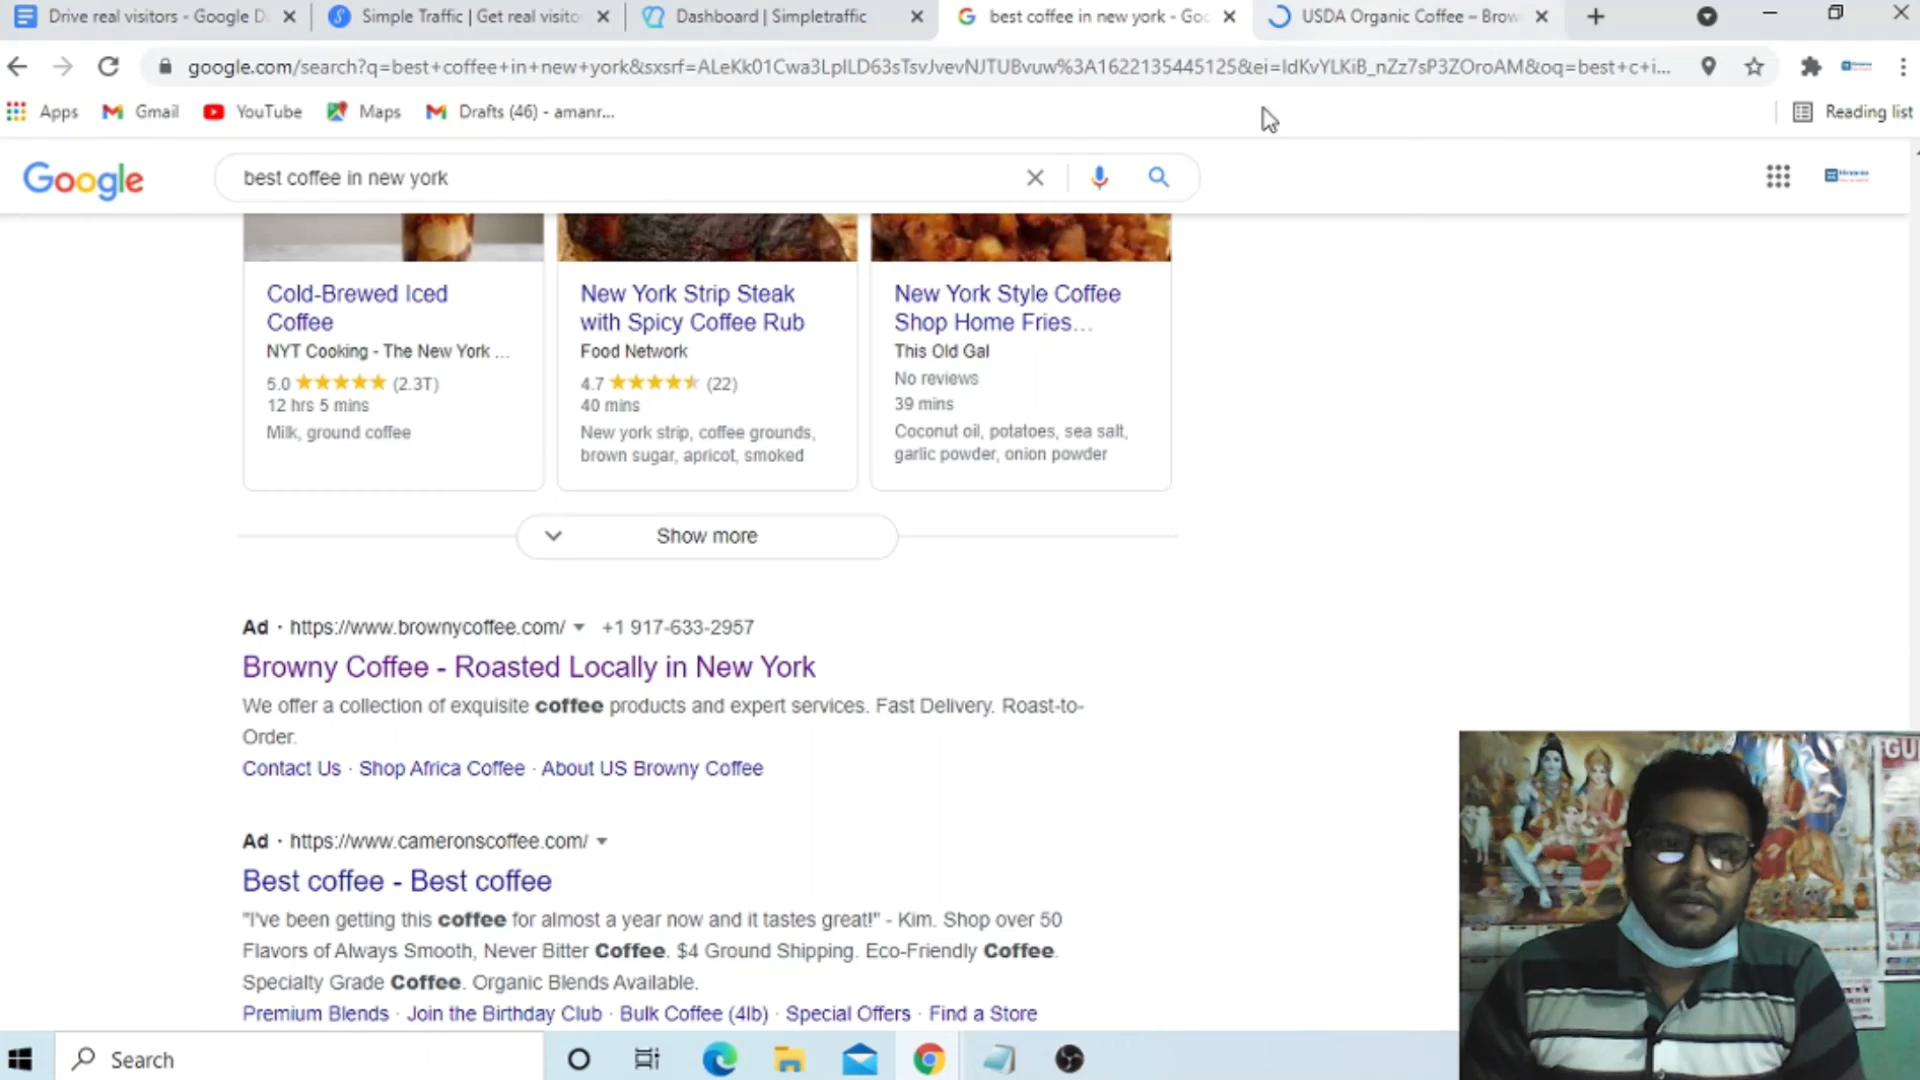 Real visitors - Google D
Simple Traffic | Get real visito
Dashboard | Simpletraffic
best coffee in new york - Goo
USDA Organic Coffee – Brow
google.com/search?q=best+coffee+in+new+york&sxsrf=ALeKk01Cwa3LpILD63sTsvJvevNJTUBvuw%3A1622135445125&ei=IdKvYLKiB_nZz7sP3ZOroAM&oq=best+c+i...
Apps
Gmail
YouTube
Maps
Drafts (46) - amanr...
Reading list
Google
best coffee in new york
Cold-Brewed Iced
Coffee
NYT Cooking - The New York ...
5.0 ★★★★★ (2.3T)
12 hrs 5 mins
Milk, ground coffee
New York Strip Steak
with Spicy Coffee Rub
Food Network
4.7 (22)
40 mins
New york strip, coffee grounds,
brown sugar, apricot, smoked
New York Style Coffee
Shop Home Fries...
This Old Gal
No reviews
39 mins
Coconut oil, potatoes, sea salt,
garlic powder, onion powder
Show more
Ad · https://www.brownycoffee.com/ +1 917-633-2957
Browny Coffee - Roasted Locally in New York
We offer a collection of exquisite coffee products and expert services. Fast Delivery. Roast-to-
Order.
Contact Us · Shop Africa Coffee · About US Browny Coffee
Ad · https://www.cameronscoffee.com/
Best coffee - Best coffee
"I've been getting this coffee for almost a year now and it tastes great!" - Kim. Shop over 50
Flavors of Always Smooth, Never Bitter Coffee. $4 Ground Shipping. Eco-Friendly Coffee.
Specialty Grade Coffee. Organic Blends Available.
Premium Blends · Join the Birthday Club · Bulk Coffee (4lb) · Special Offers · Find a Store
GU
Search